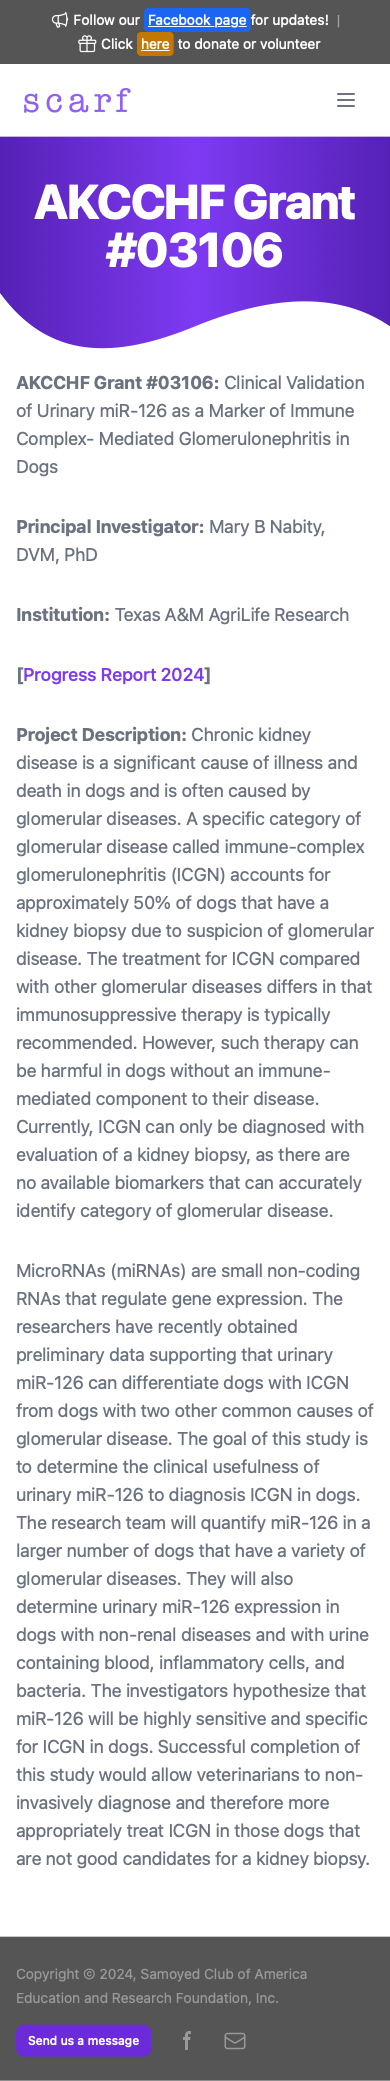 Follow our Facebook page for updates! |
Click here to donate or volunteer
scarf
AKCCHF Grant
#03106
AKCCHF Grant #03106: Clinical Validation
of Urinary miR-126 as a Marker of Immune
Complex- Mediated Glomerulonephritis in
Dogs
Principal Investigator: Mary B Nabity,
DVM, PhD
Institution: Texas A&M AgriLife Research
[Progress Report 2024]
Project Description: Chronic kidney
disease is a significant cause of illness and
death in dogs and is often caused by
glomerular diseases. A specific category of
glomerular disease called immune-complex
glomerulonephritis (ICGN) accounts for
approximately 50% of dogs that have a
kidney biopsy due to suspicion of glomerular
disease. The treatment for ICGN compared
with other glomerular diseases differs in that
immunosuppressive therapy is typically
recommended. However, such therapy can
be harmful in dogs without an immune-
mediated component to their disease.
Currently, ICGN can only be diagnosed with
evaluation of a kidney biopsy, as there are
no available biomarkers that can accurately
identify category of glomerular disease.
MicroRNAs (miRNAs) are small non-coding
RNAs that regulate gene expression. The
researchers have recently obtained
preliminary data supporting that urinary
miR-126 can differentiate dogs with ICGN
from dogs with two other common causes of
glomerular disease. The goal of this study is
to determine the clinical usefulness of
urinary miR-126 to diagnosis ICGN in dogs.
The research team will quantify miR-126 in a
larger number of dogs that have a variety of
glomerular diseases. They will also
determine urinary miR-126 expression in
dogs with non-renal diseases and with urine
containing blood, inflammatory cells, and
bacteria. The investigators hypothesize that
miR-126 will be highly sensitive and specific
for ICGN in dogs. Successful completion of
this study would allow veterinarians to non-
invasively diagnose and therefore more
appropriately treat ICGN in those dogs that
are not good candidates for a kidney biopsy.
Copyright © 2024, Samoyed Club of America
Education and Research Foundation, Inc.
Send us a message